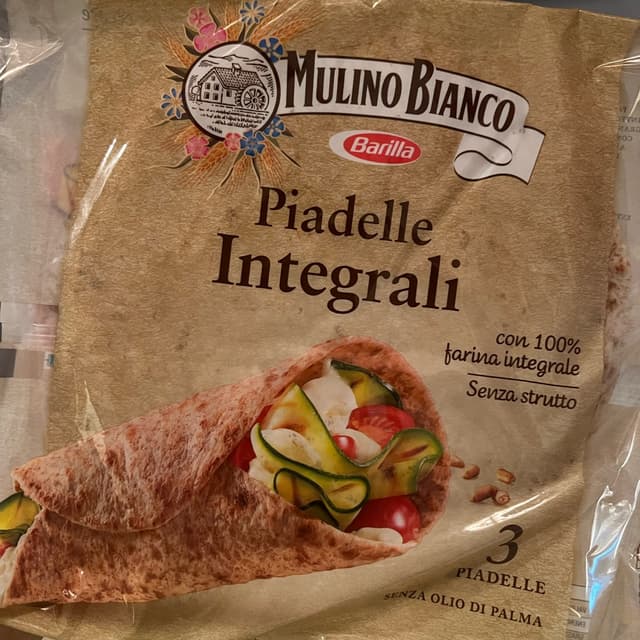 MULINO BIANCO
Barilla
Piadelle
Integrali
con 100%
farina integrale
Senza strutto
3
PIADELLE
SENZA OLIO DI PALMA